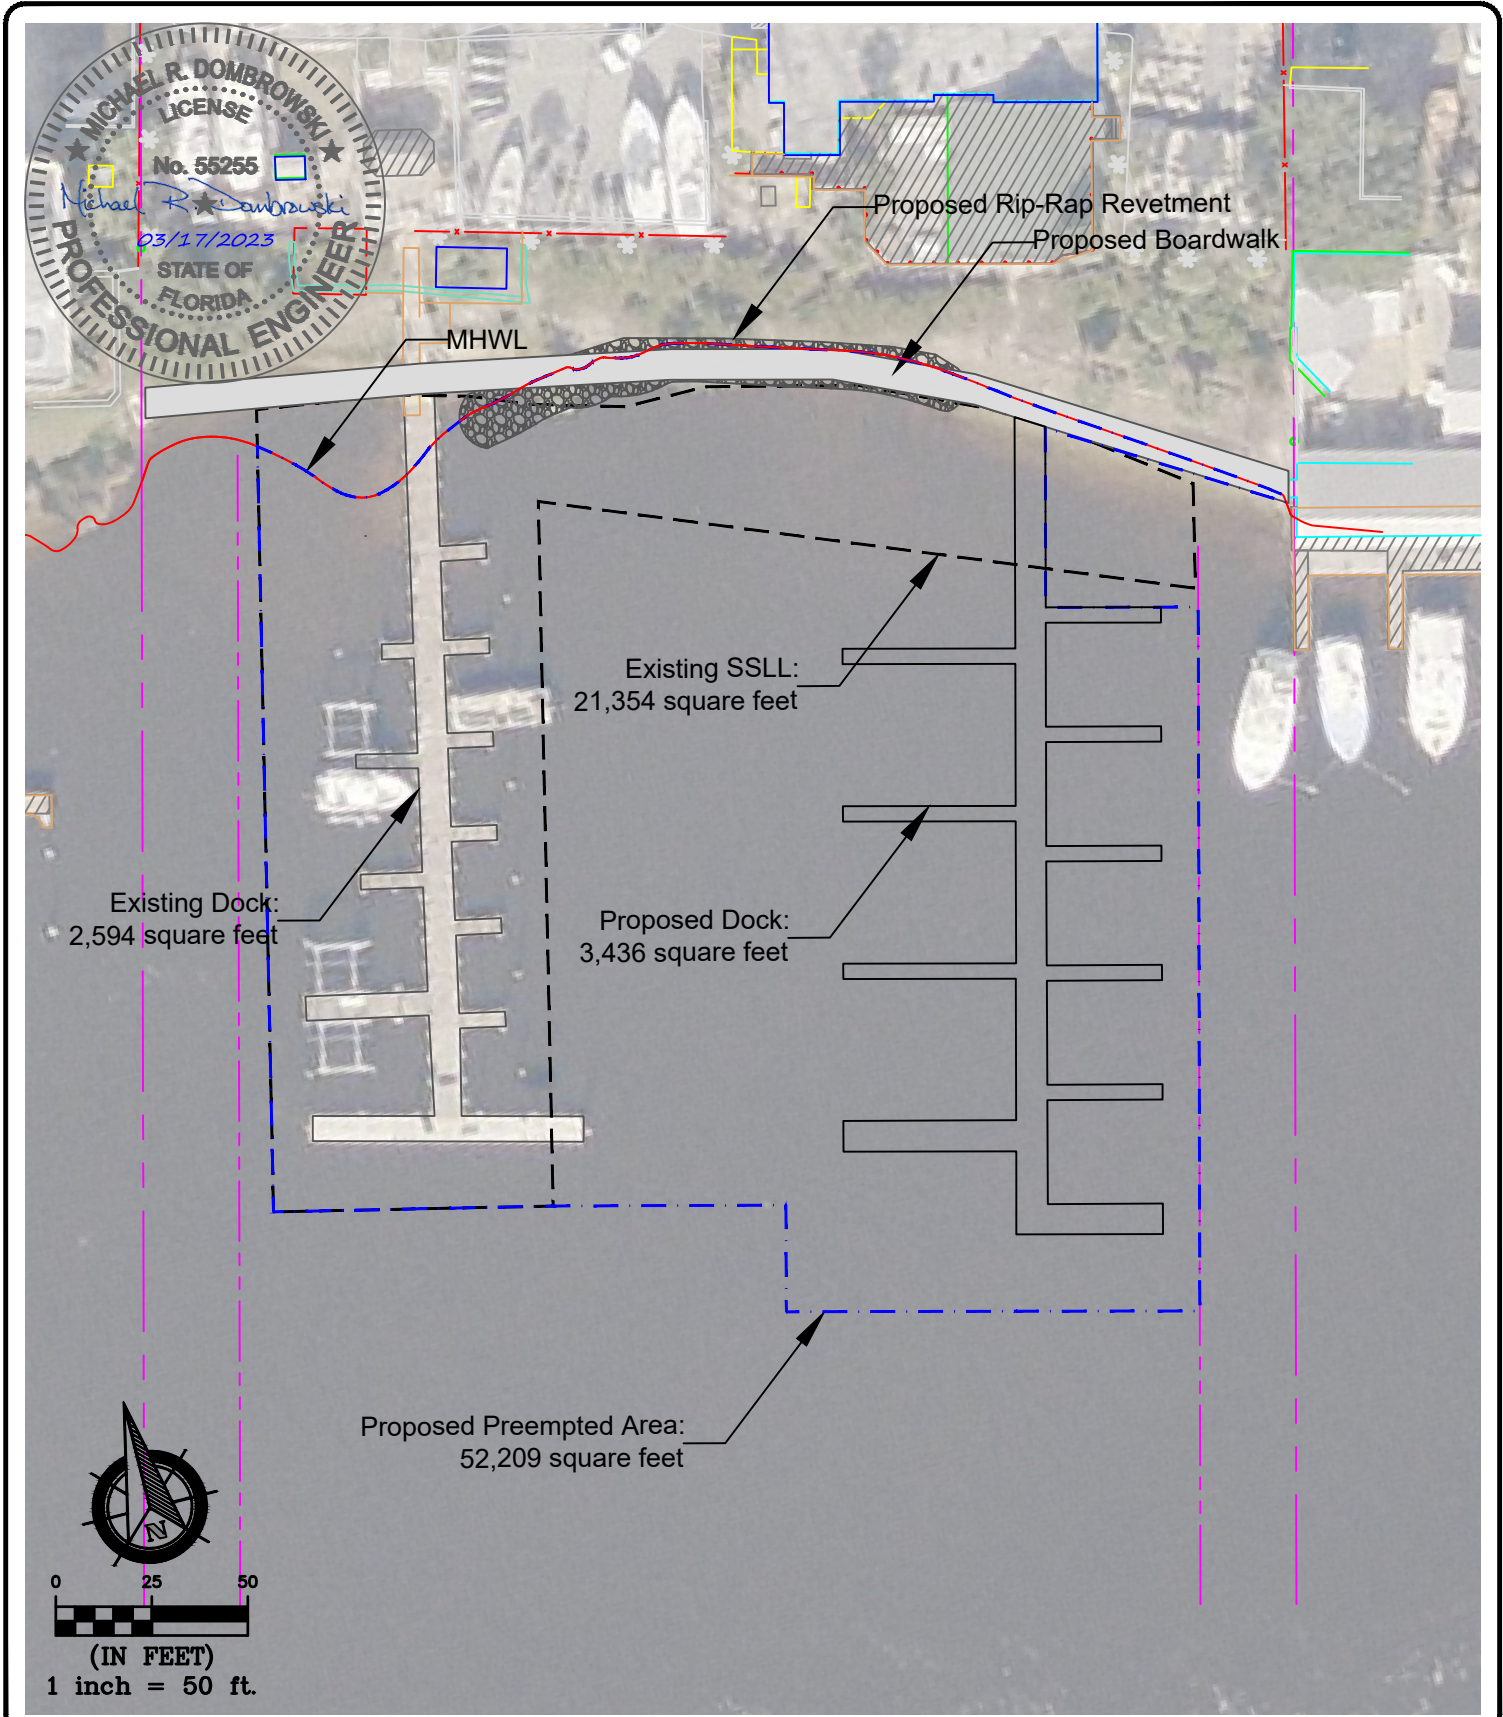 MICHAEL R. DOMBROWSKI
LICENSE
No. 55255
Michael R. Dombrowski
03/17/2023
STATE OF
FLORIDA
PROFESSIONAL ENGINEER
Proposed Rip-Rap Revetment
Proposed Boardwalk
MHWL
Existing SSLL:
21,354 square feet
Existing Dock:
2,594 square feet
Proposed Dock:
3,436 square feet
Proposed Preempted Area:
52,209 square feet
N
0 25 50
(IN FEET)
1 inch = 50 ft.